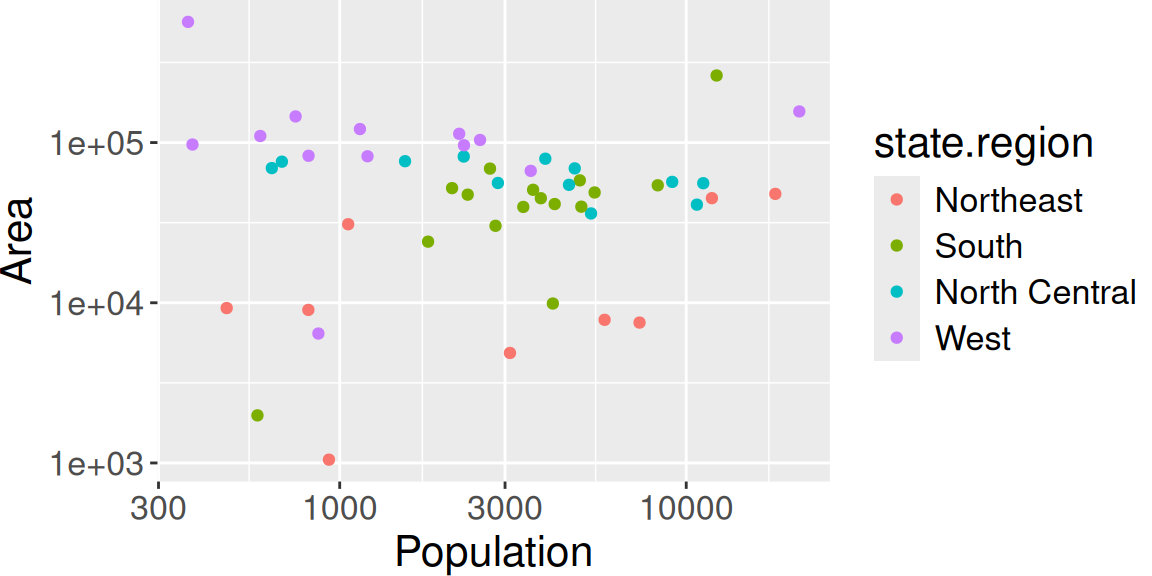 Area
1e+05
1e+04
1e+03
300 1000 3000 10000
Population
state.region
Northeast
South
North Central
West